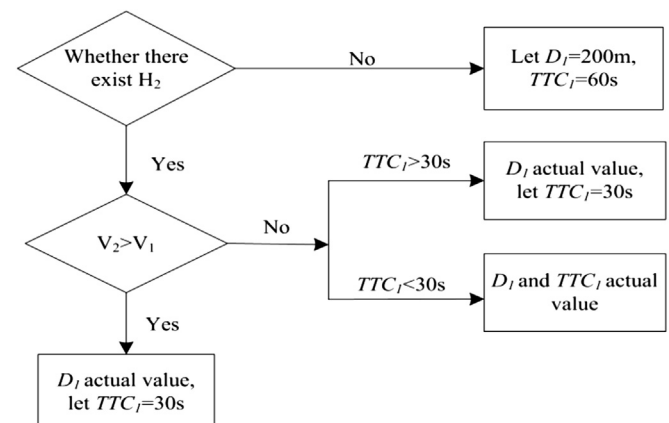 Whether there
exist H₂
No
Let D₁=200m,
TTC₁=60s
Yes
TTC₁>30s
D₁ actual value,
let TTC₁=30s
V₂>V₁
No
TTC₁<30s
D₁ and TTC₁ actual
value
Yes
D₁ actual value,
let TTC₁=30s